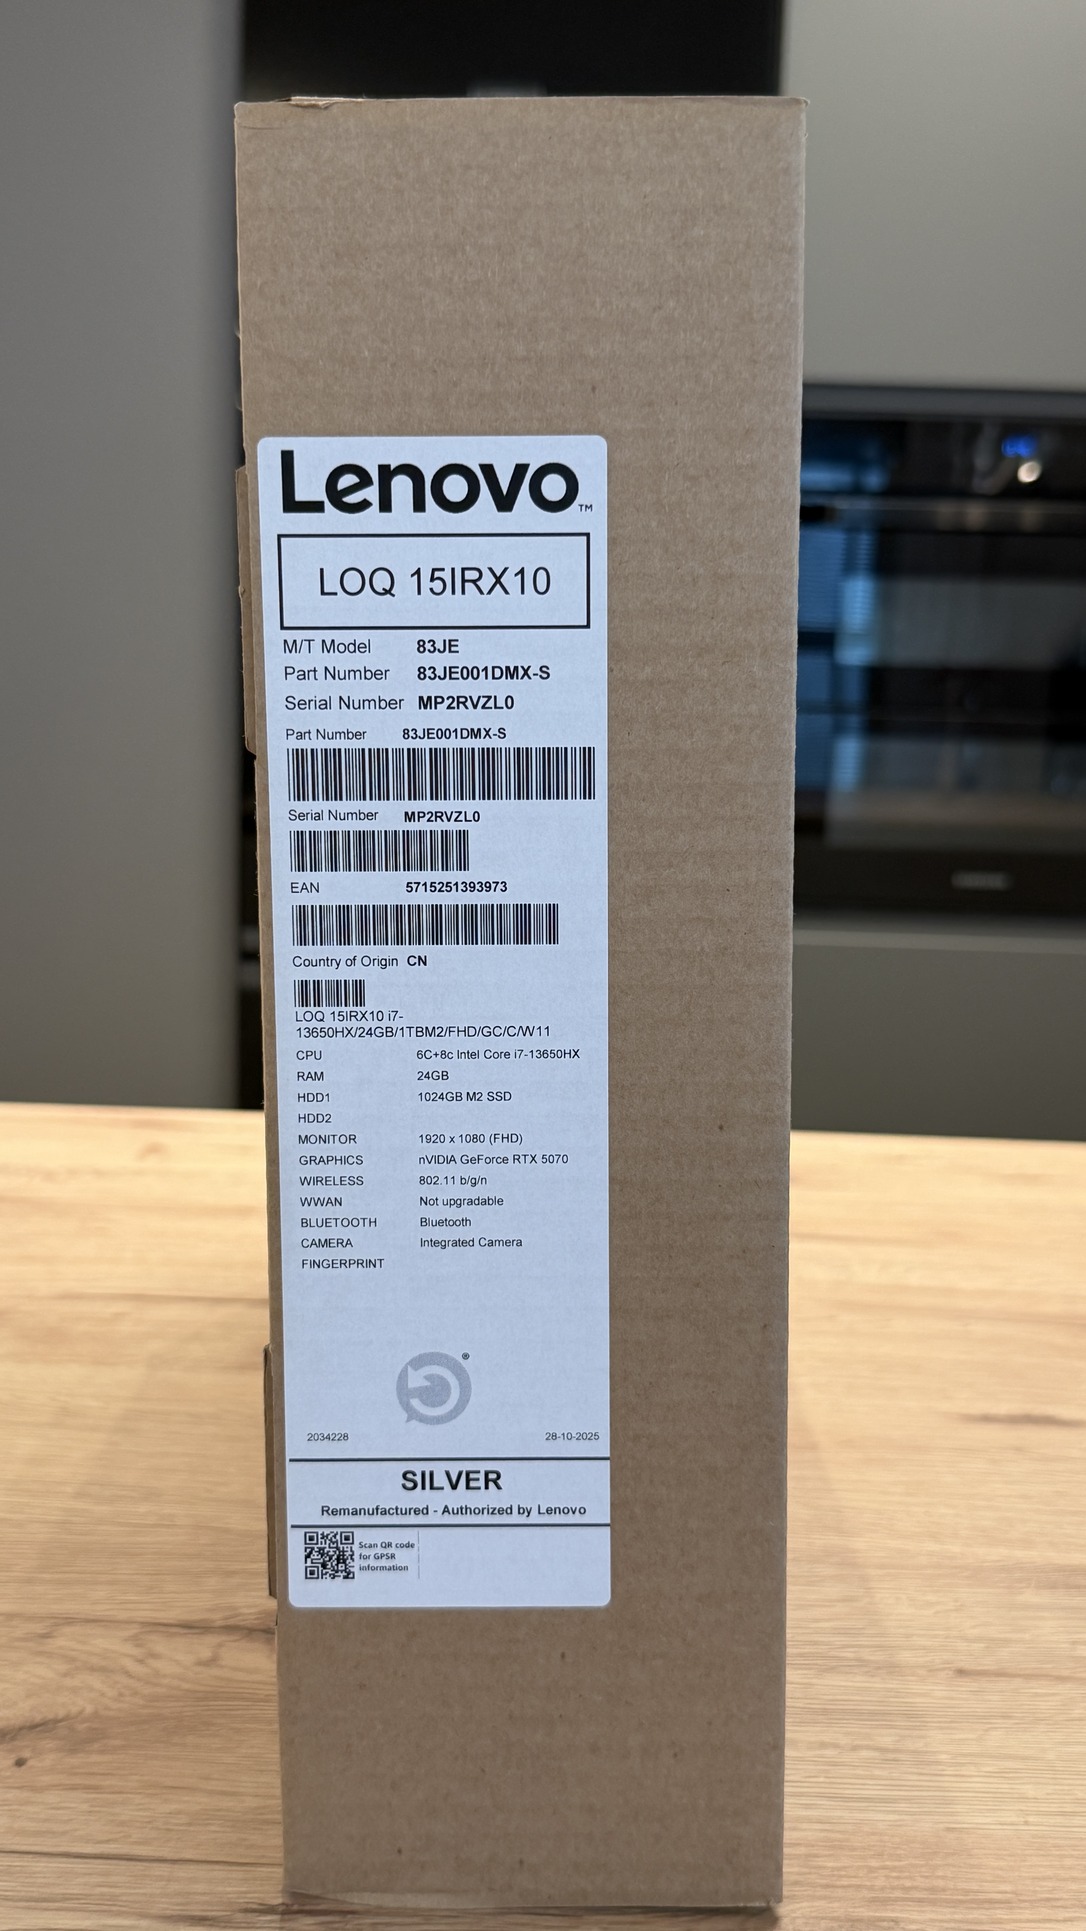 Lenovo™
LOQ 15IRX10
M/T Model 83JE
Part Number 83JE001DMX-S
Serial Number MP2RVZL0
Part Number 83JE001DMX-S
Serial Number MP2RVZL0
EAN 5715251393973
Country of Origin CN
LOQ 15IRX10 i7-
13650HX/24GB/1TBM2/FHD/GC/C/W11
CPU 6C+8c Intel Core i7-13650HX
RAM 24GB
HDD1 1024GB M2 SSD
HDD2
MONITOR 1920 x 1080 (FHD)
GRAPHICS nVIDIA GeForce RTX 5070
WIRELESS 802.11 b/g/n
WWAN Not upgradable
BLUETOOTH Bluetooth
CAMERA Integrated Camera
FINGERPRINT
®
2034228 28-10-2025
SILVER
Remanufactured - Authorized by Lenovo
Scan QR code
for GPSR
information